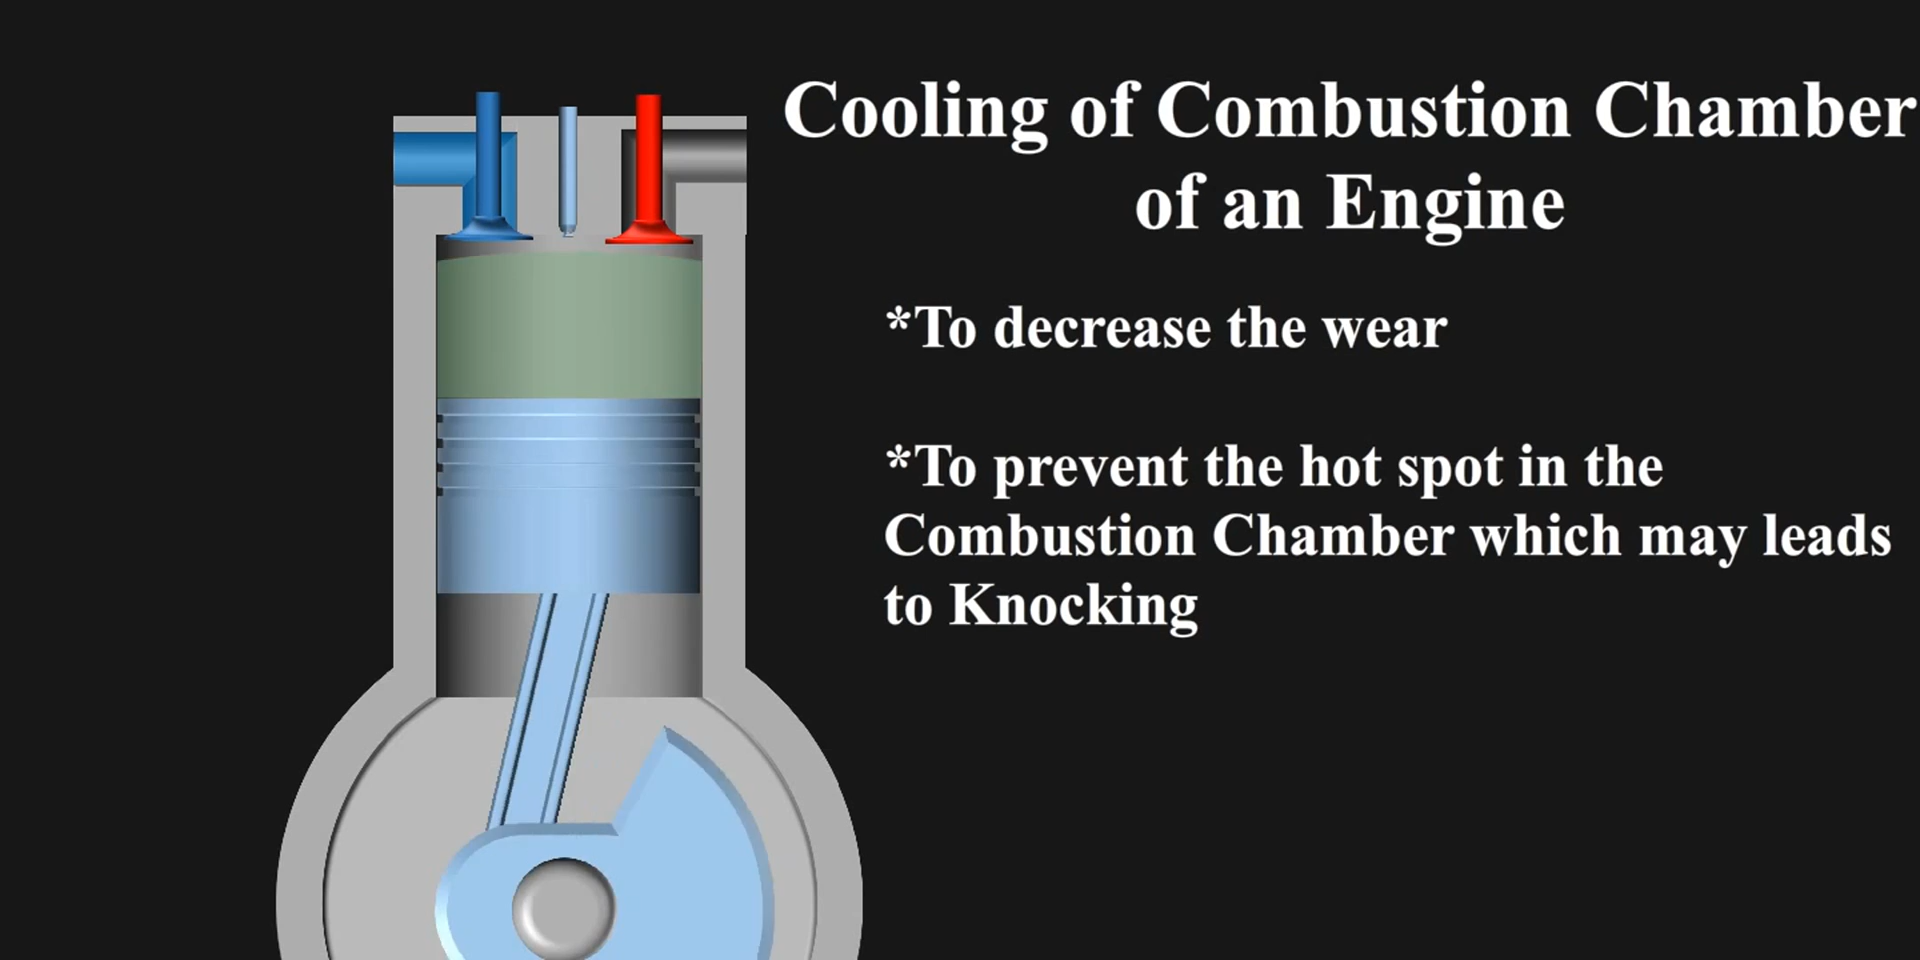 Cooling of Combustion Chamber
of an Engine
*To decrease the wear
*To prevent the hot spot in the
Combustion Chamber which may leads
to Knocking